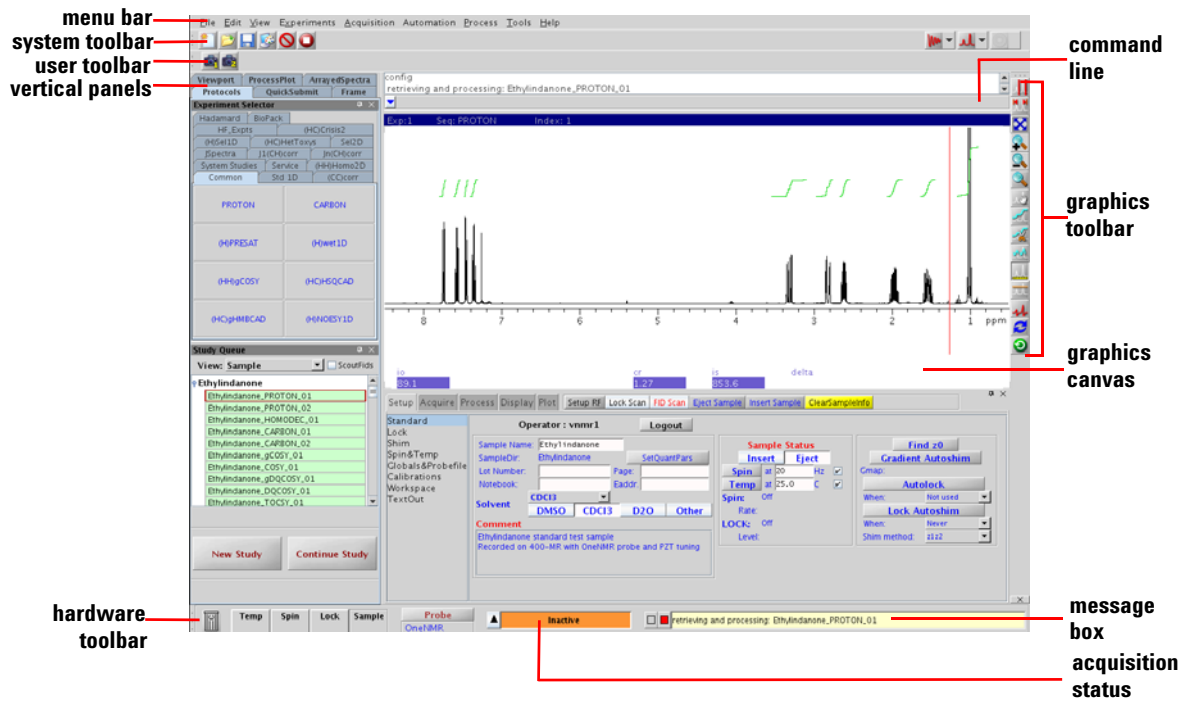 menu bar
system toolbar
user toolbar
vertical panels
command
line
graphics
toolbar
graphics
canvas
message
box
acquisition
status
hardware
toolbar
File Edit View Experiments Acquisition Automation Process Tools Help
Viewport ProcessPlot ArrayedSpectra
Protocols QuickSubmit Frame
Experiment Selector
Hadamard BioPack
HF_Expts (HC)Crisis2
(H)Sel1D (HC)HetToxys Sel2D
JSpectra J1(CH)corr Jn(CH)corr
System Studies Service (HH)Homo2D
Common Std 1D (CC)corr
PROTON CARBON
(H)PRESAT (H)wet1D
(HH)gCOSY (HC)HSQCAD
(HC)gHMBCAD (H)NOESY1D
Study Queue
View: Sample ScoutFids
Ethylindanone
Ethylindanone_PROTON_01
Ethylindanone_PROTON_02
Ethylindanone_HOMODEC_01
Ethylindanone_CARBON_01
Ethylindanone_CARBON_02
Ethylindanone_gCOSY_01
Ethylindanone_COSY_01
Ethylindanone_gDQCOSY_01
Ethylindanone_DQCOSY_01
Ethylindanone_TOCSY_01
New Study Continue Study
config
retrieving and processing: Ethylindanone_PROTON_01
Exp:1 Seq: PROTON Index: 1
8 7 6 5 4 3 2 1 ppm
io cr is delta
89.1 1.27 853.6
Setup Acquire Process Display Plot Setup RF Lock Scan FID Scan Eject Sample Insert Sample ClearSampleInfo
Standard
Lock
Shim
Spin&Temp
Globals&Probefile
Calibrations
Workspace
TextOut
Operator : vnmr1 Logout
Sample Name: Ethylindanone
SampleDir: Ethylindanone SetQuantPars
Lot Number: Page:
Notebook: Eaddr:
Solvent CDCl3
DMSO CDCl3 D2O Other
Comment
Ethylindanone standard test sample
Recorded on 400-MR with OneNMR probe and PZT tuning
Sample Status
Insert Eject
Spin at 20 Hz
Temp at 25.0 C
Spin: Off
Rate:
LOCK: Off
Level:
Find z0
Gradient Autoshim
Gmap:
Autolock
When: Not used
Lock Autoshim
When: Never
Shim method: z1z2
Temp Spin Lock Sample
Probe
OneNMR
Inactive
retrieving and processing: Ethylindanone_PROTON_01